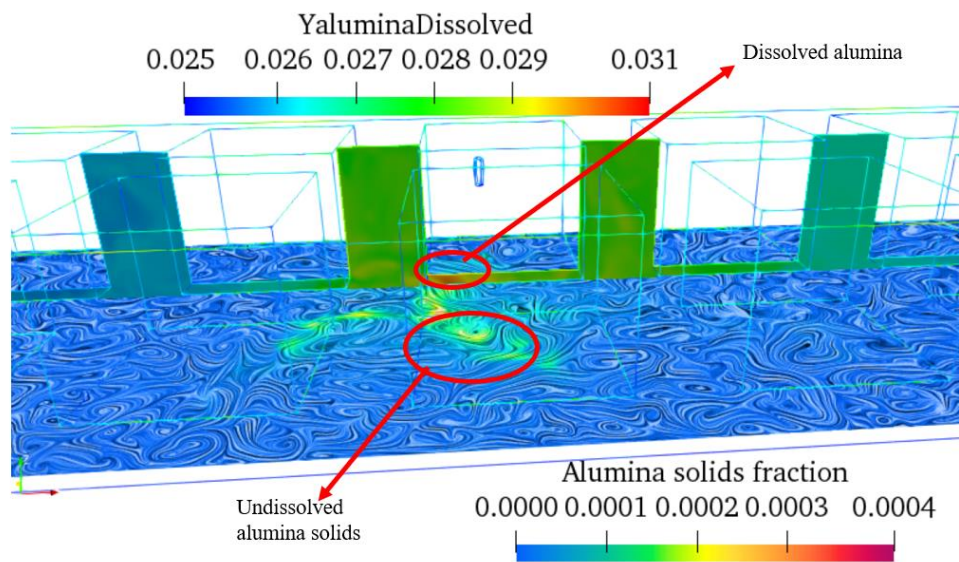 YaluminaDissolved
0.025 0.026 0.027 0.028 0.029 0.031
Dissolved alumina
Undissolved
alumina solids
Alumina solids fraction
0.0000 0.0001 0.0002 0.0003 0.0004